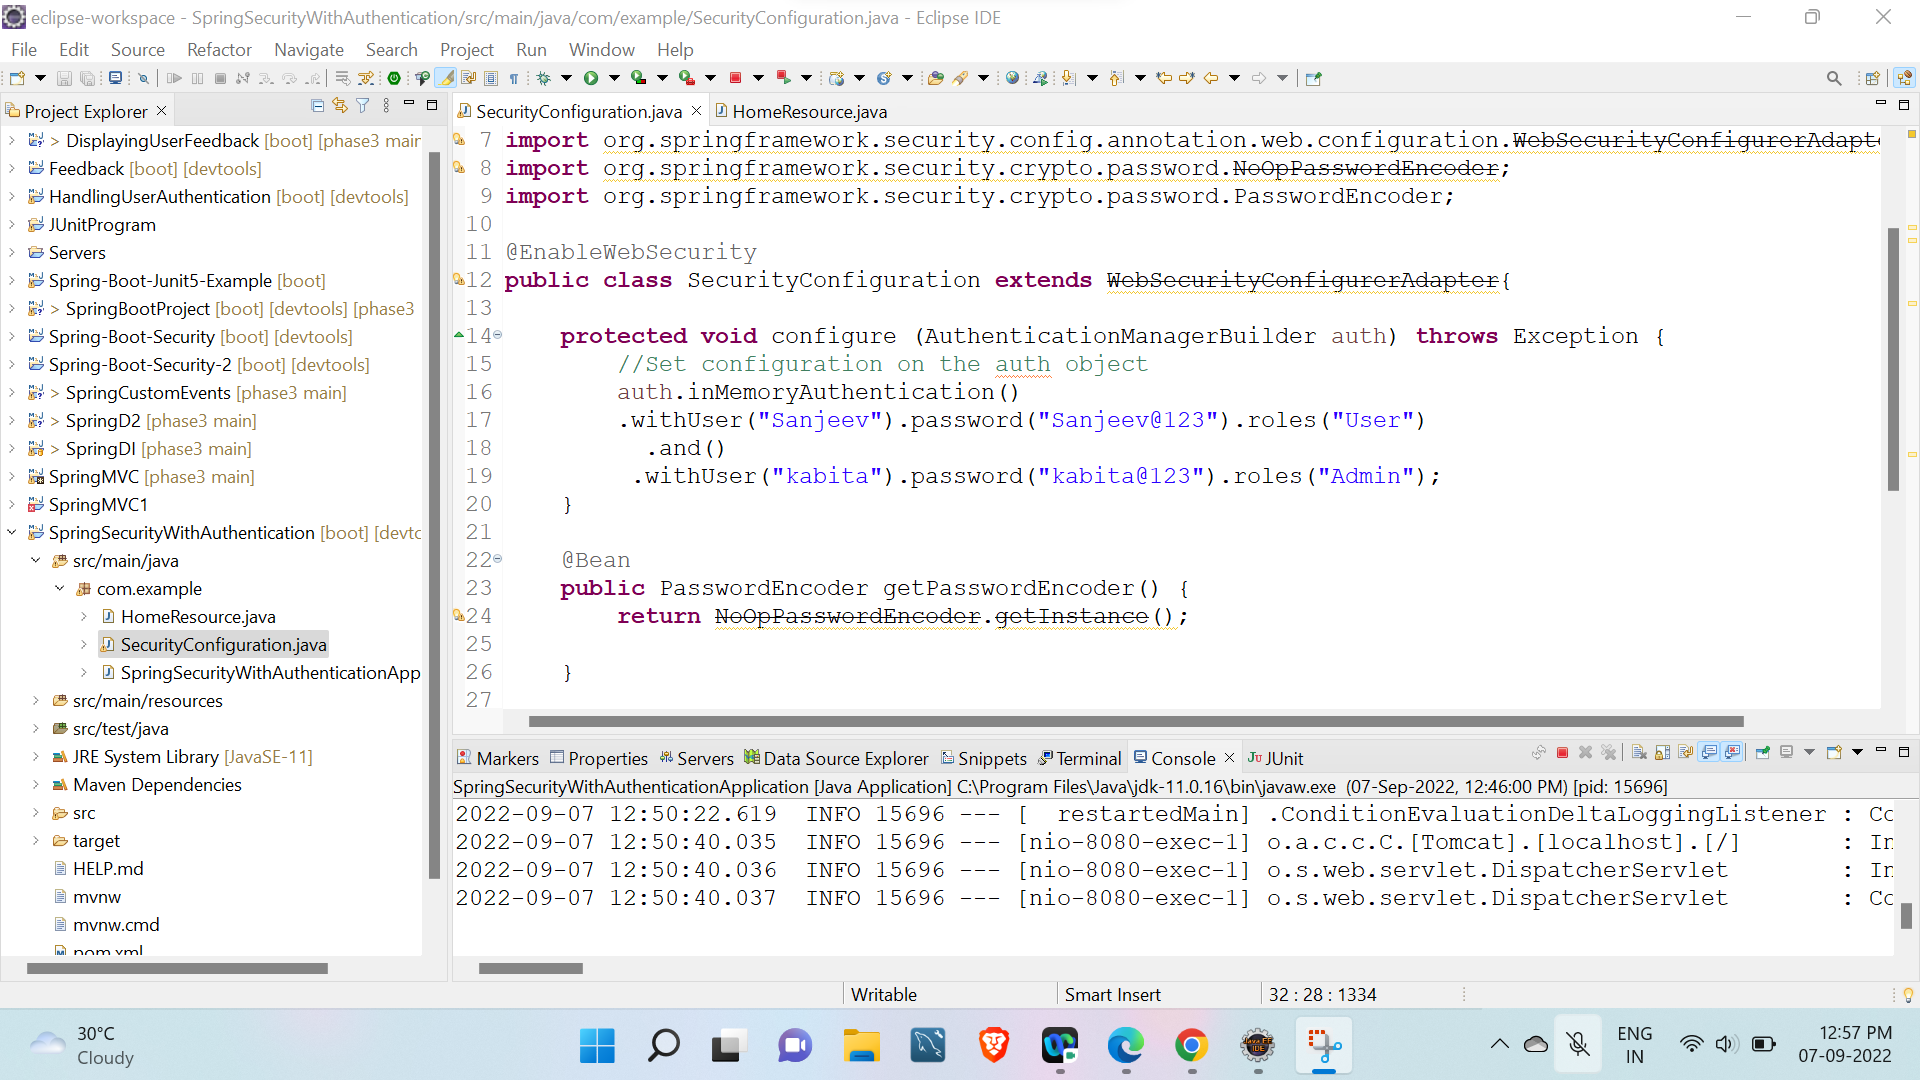 eclipse-workspace - SpringSecurityWithAuthentication/src/main/java/com/example/SecurityConfiguration.java - Eclipse IDE
File Edit Source Refactor Navigate Search Project Run Window Help
Project Explorer
> DisplayingUserFeedback [boot] [phase3 main
Feedback [boot] [devtools]
HandlingUserAuthentication [boot] [devtools]
JUnitProgram
Servers
Spring-Boot-Junit5-Example [boot]
> SpringBootProject [boot] [devtools] [phase3
Spring-Boot-Security [boot] [devtools]
Spring-Boot-Security-2 [boot] [devtools]
> SpringCustomEvents [phase3 main]
> SpringD2 [phase3 main]
> SpringDI [phase3 main]
SpringMVC [phase3 main]
SpringMVC1
SpringSecurityWithAuthentication [boot] [devtc
src/main/java
com.example
HomeResource.java
SecurityConfiguration.java
SpringSecurityWithAuthenticationApp
src/main/resources
src/test/java
JRE System Library [JavaSE-11]
Maven Dependencies
src
target
HELP.md
mvnw
mvnw.cmd
pom.xml
SecurityConfiguration.java HomeResource.java
7 import org.springframework.security.config.annotation.web.configuration.WebSecurityConfigurerAdapte
8 import org.springframework.security.crypto.password.NoOpPasswordEncoder;
9 import org.springframework.security.crypto.password.PasswordEncoder;
10
11 @EnableWebSecurity
12 public class SecurityConfiguration extends WebSecurityConfigurerAdapter{
13
14 protected void configure (AuthenticationManagerBuilder auth) throws Exception {
15 //Set configuration on the auth object
16 auth.inMemoryAuthentication()
17 .withUser("Sanjeev").password("Sanjeev@123").roles("User")
18 .and()
19 .withUser("kabita").password("kabita@123").roles("Admin");
20 }
21
22 @Bean
23 public PasswordEncoder getPasswordEncoder() {
24 return NoOpPasswordEncoder.getInstance();
25
26 }
27
Markers Properties Servers Data Source Explorer Snippets Terminal Console JUnit
SpringSecurityWithAuthenticationApplication [Java Application] C:\Program Files\Java\jdk-11.0.16\bin\javaw.exe (07-Sep-2022, 12:46:00 PM) [pid: 15696]
2022-09-07 12:50:22.619 INFO 15696 --- [ restartedMain] .ConditionEvaluationDeltaLoggingListener : Co
2022-09-07 12:50:40.035 INFO 15696 --- [nio-8080-exec-1] o.a.c.c.C.[Tomcat].[localhost].[/] : In
2022-09-07 12:50:40.036 INFO 15696 --- [nio-8080-exec-1] o.s.web.servlet.DispatcherServlet : In
2022-09-07 12:50:40.037 INFO 15696 --- [nio-8080-exec-1] o.s.web.servlet.DispatcherServlet : Co
Writable Smart Insert 32 : 28 : 1334
30°C
Cloudy
ENG
IN
12:57 PM
07-09-2022